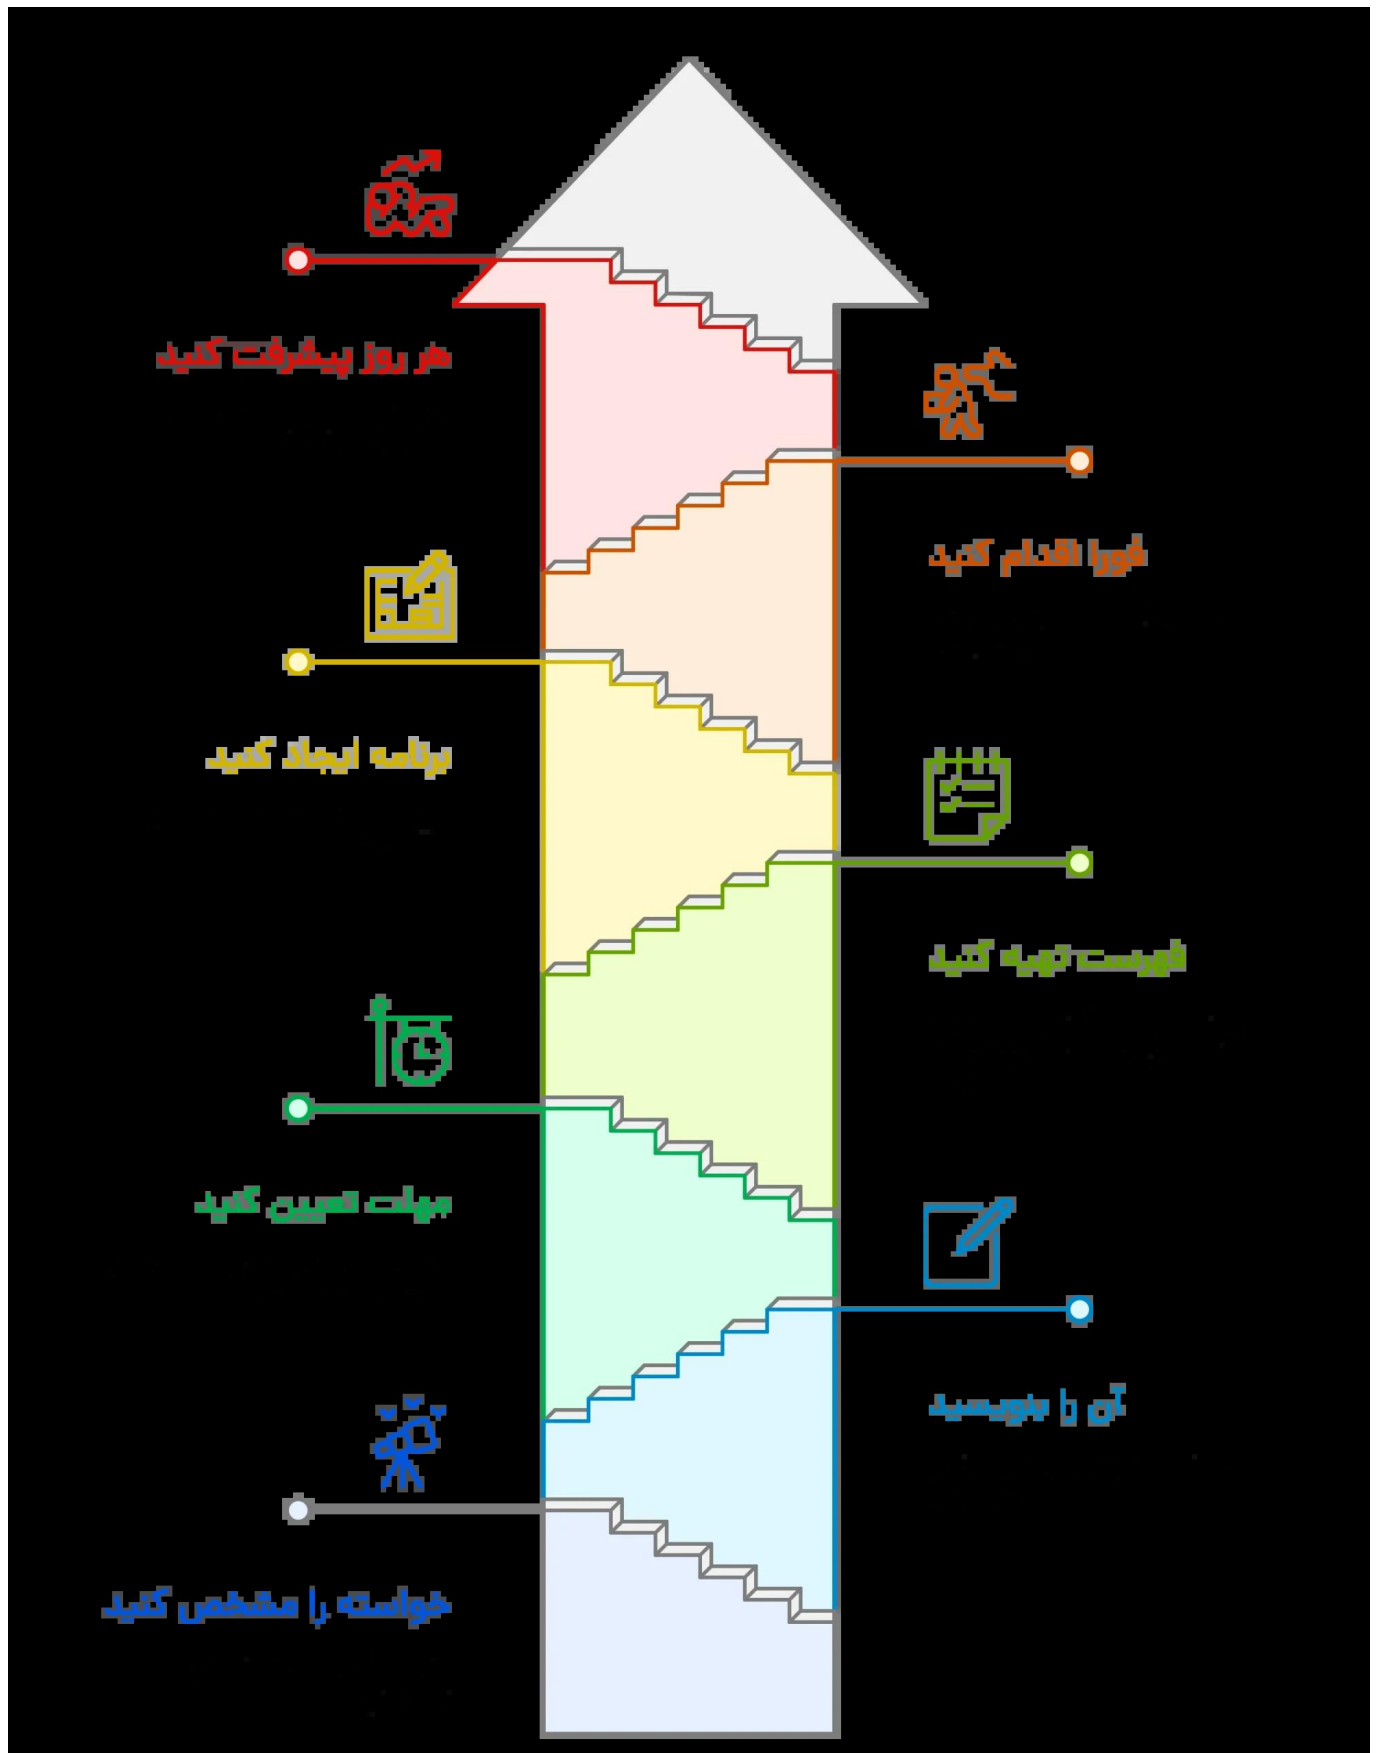 هر روز پیشرفت کنید
فورا اقدام کنید
برنامه ایجاد کنید
فهرست تهیه کنید
مهلت تعیین کنید
آن را بنویسید
خواسته را مشخص کنید